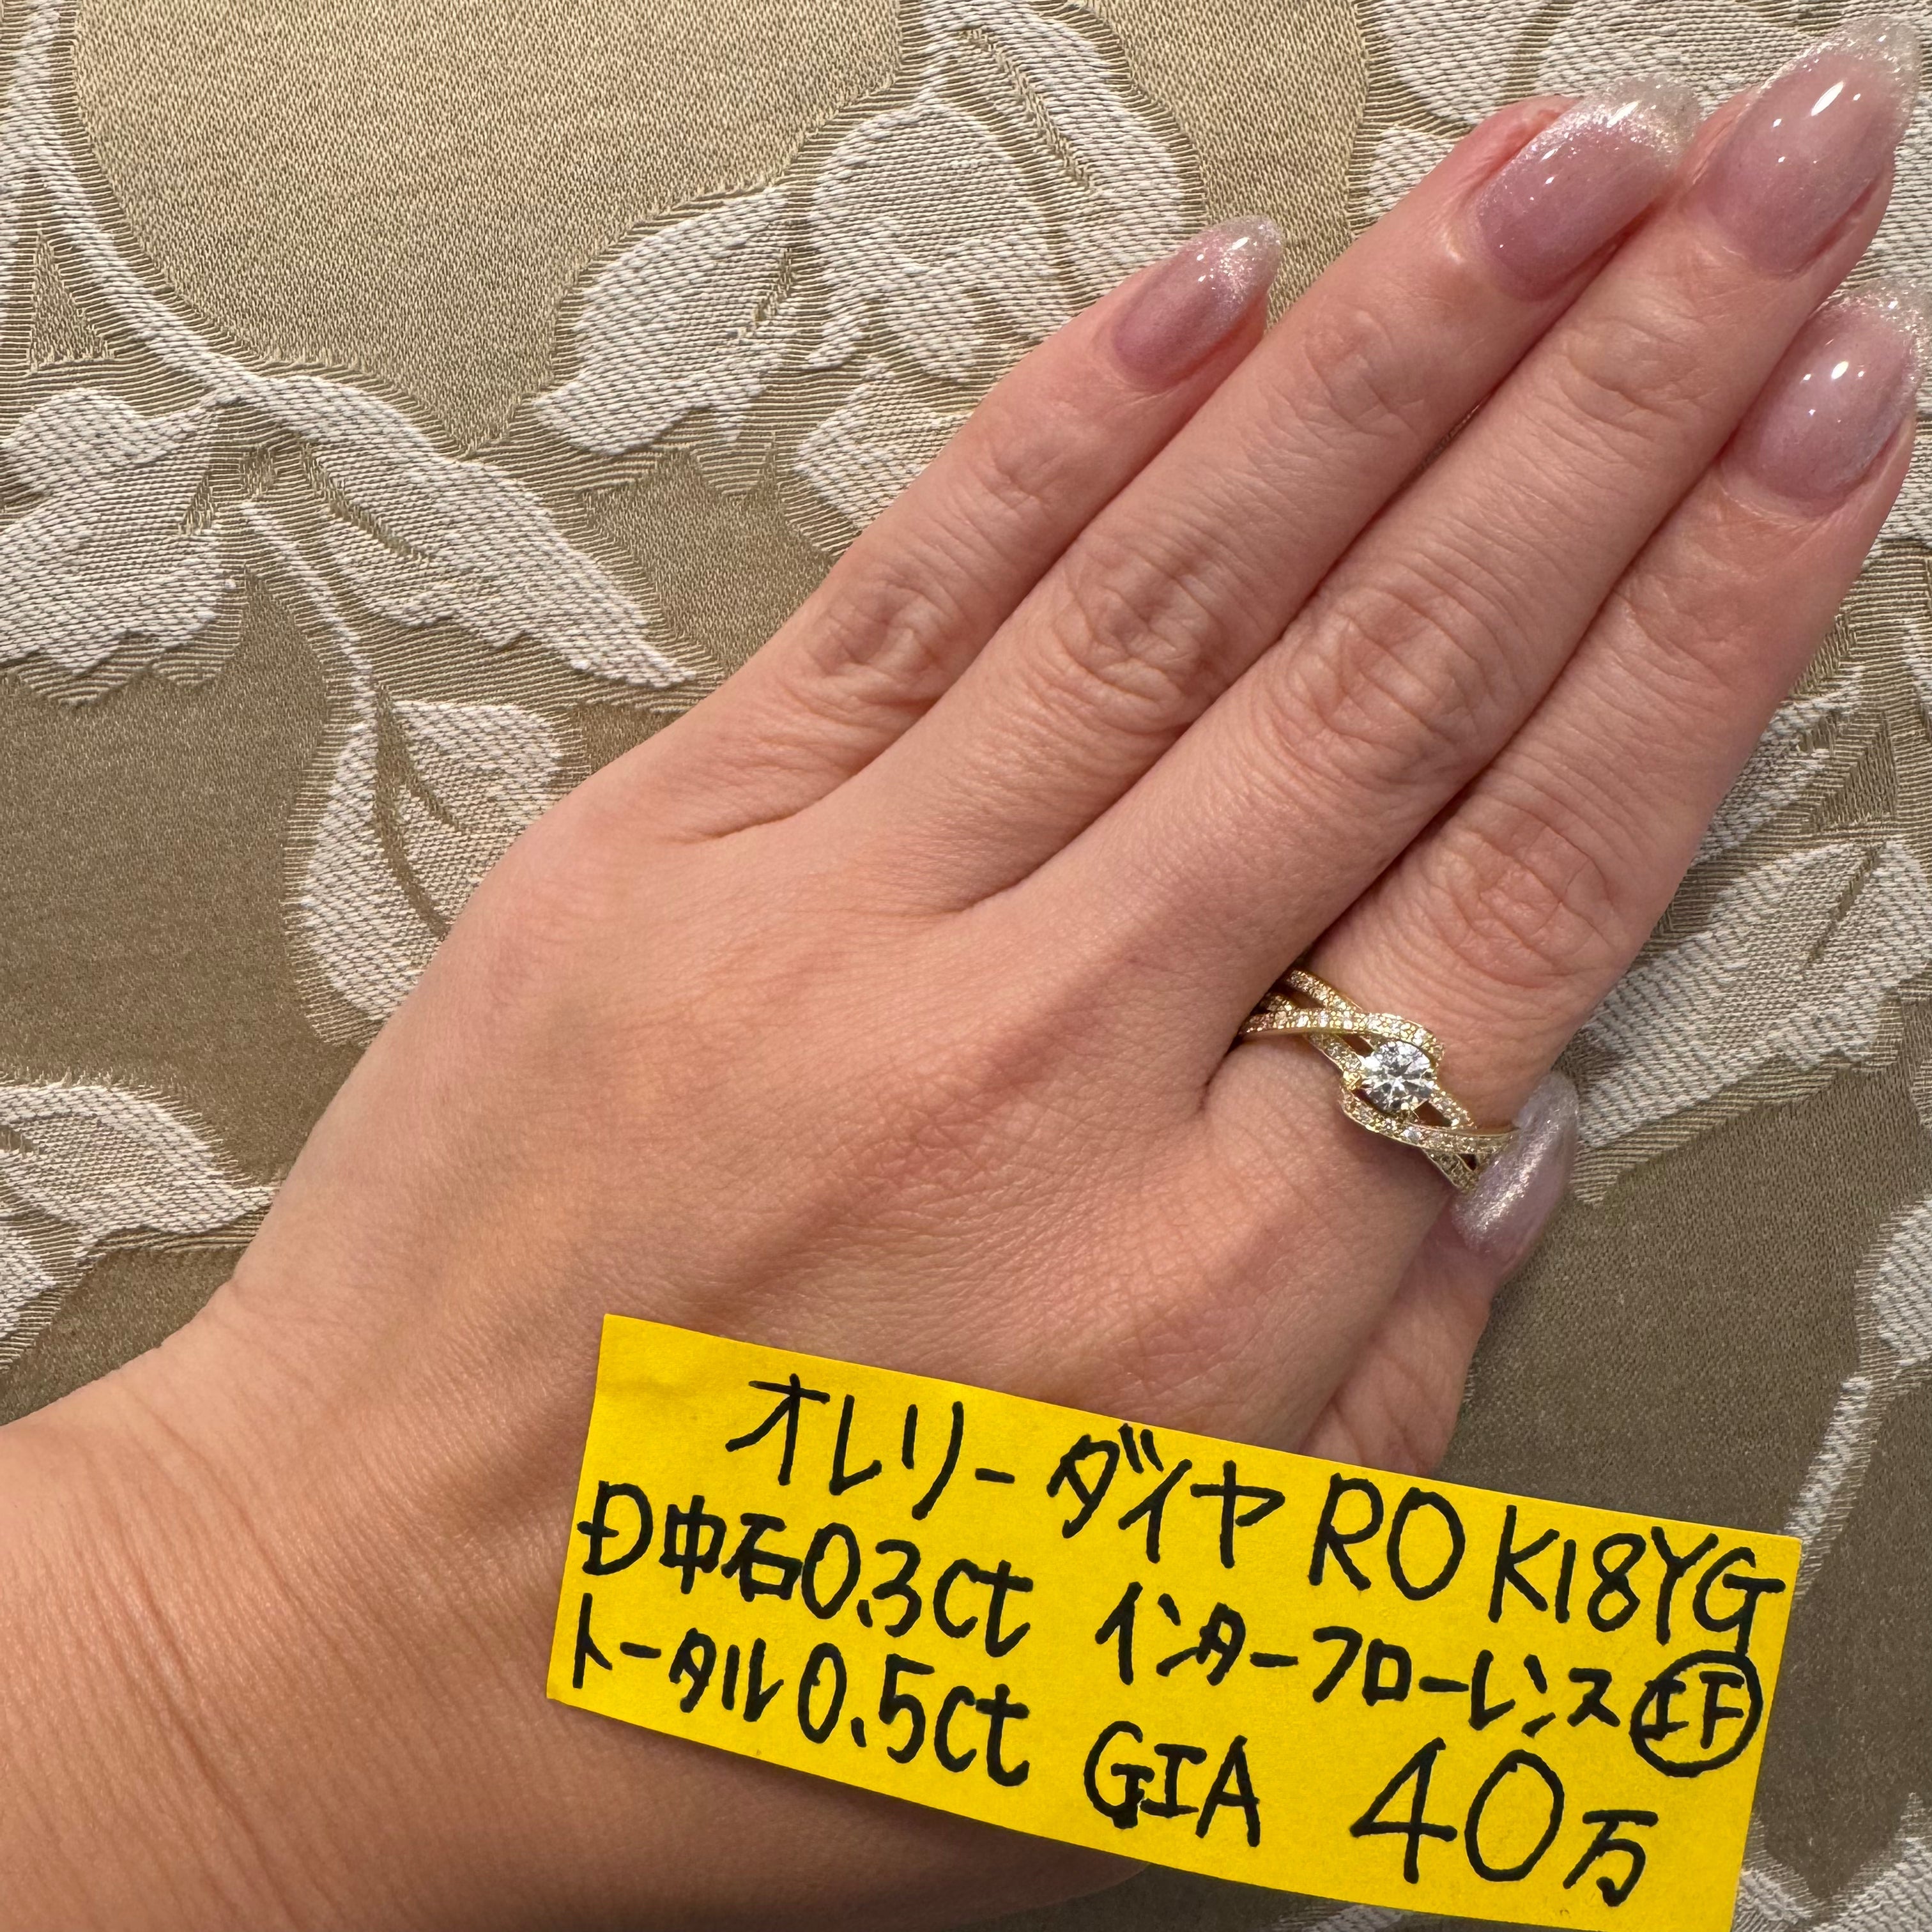 オレリーダイヤ RO K18YG
D中石0.3ct インターフローレンス IF
トータル0.5ct GIA 40万